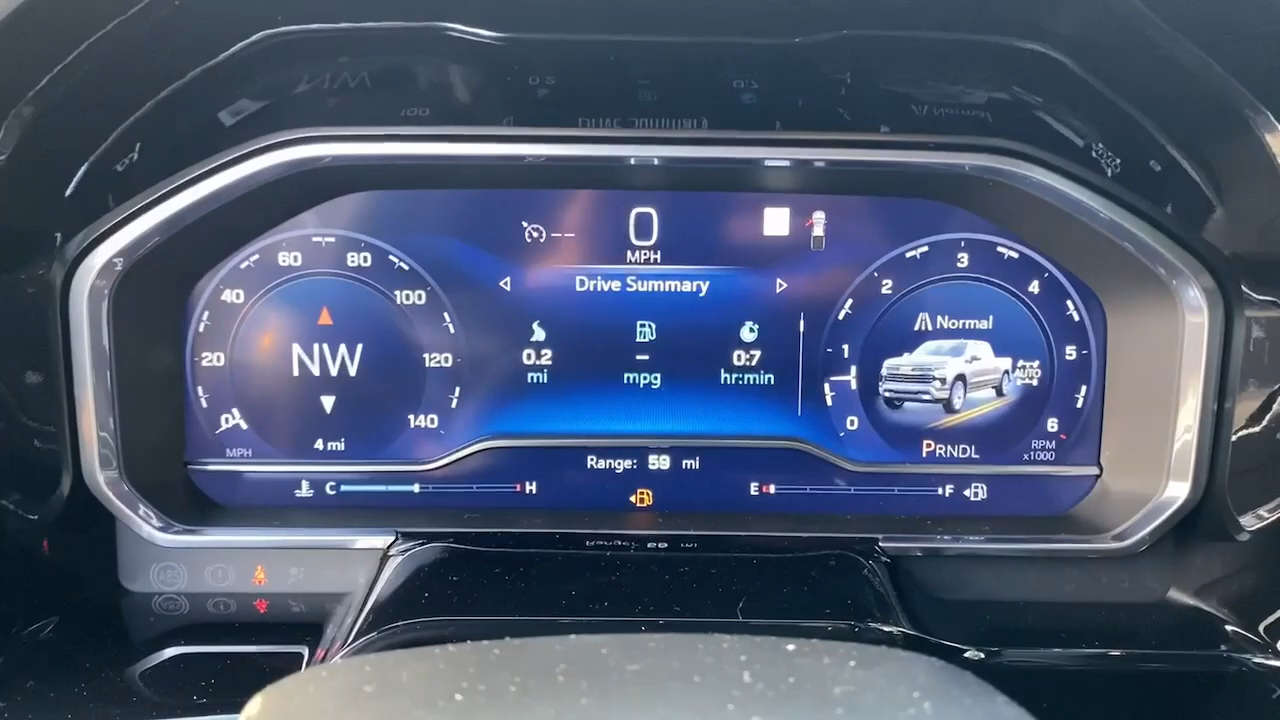 -- 0
MPH
Drive Summary
0.2 – 0:7
mi mpg hr:min
0 20 40 60 80 100 120 140
NW
4 mi
MPH
0 1 2 3 4 5 6
Normal
AUTO
PRNDL
RPM
x1000
Range: 59 mi
C H
E F
ABS